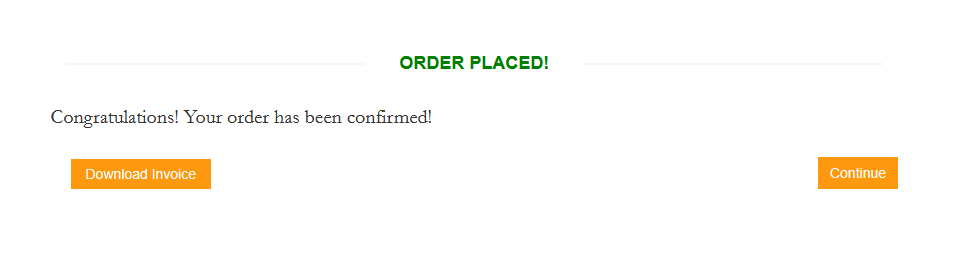 ORDER PLACED!
Congratulations! Your order has been confirmed!
Download Invoice
Continue